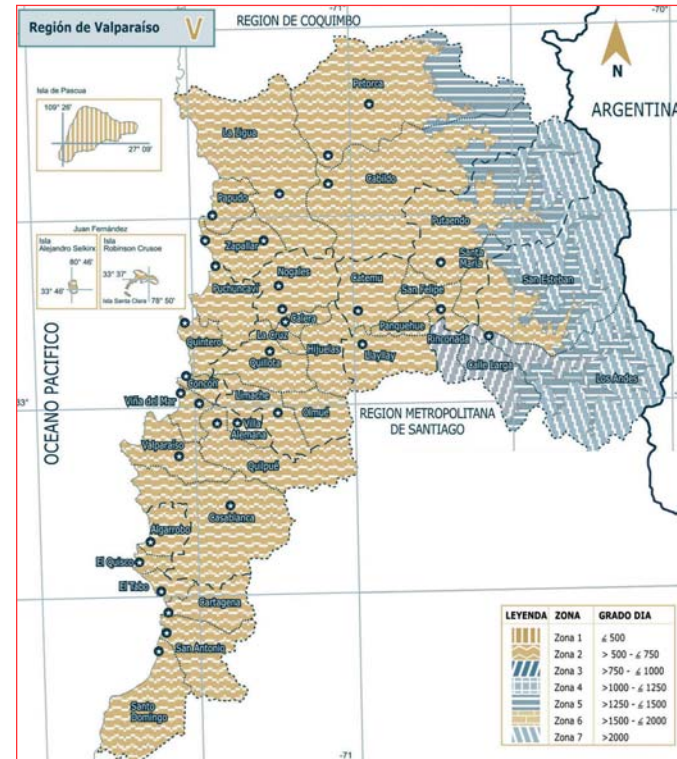 Región de Valparaíso V
REGION DE COQUIMBO
-71°
-70°
N
ARGENTINA
Isla de Pascua
109° 26'
27° 09'
Petorca
La Ligua
Cabildo
Papudo
Putaendo
Juan Fernández
Isla
Alejandro Selkirk
80° 46'
33° 46'
Isla
Robinson Crusoe
33° 37'
Isla Santa Clara
78° 50'
Zapallar
Santa
María
Nogales
Catemu
San Esteban
Puchuncaví
San Felipe
Calera
Panquehue
La Cruz
Quintero
Hijuelas
Rinconada
Quillota
Llayllay
Calle Larga
Los Andes
Concón
Limache
Viña del Mar
33°
Olmué
REGION METROPOLITANA
DE SANTIAGO
Villa
Alemana
Valparaíso
Quilpué
OCEANO PACIFICO
Casablanca
Algarrobo
El Quisco
El Tabo
Cartagena
San Antonio
Santo
Domingo
-71
LEYENDA ZONA GRADO DIA
Zona 1 ≤ 500
Zona 2 > 500 - ≤ 750
Zona 3 >750 - ≤ 1000
Zona 4 >1000 - ≤ 1250
Zona 5 >1250 - ≤ 1500
Zona 6 >1500 - ≤ 2000
Zona 7 >2000